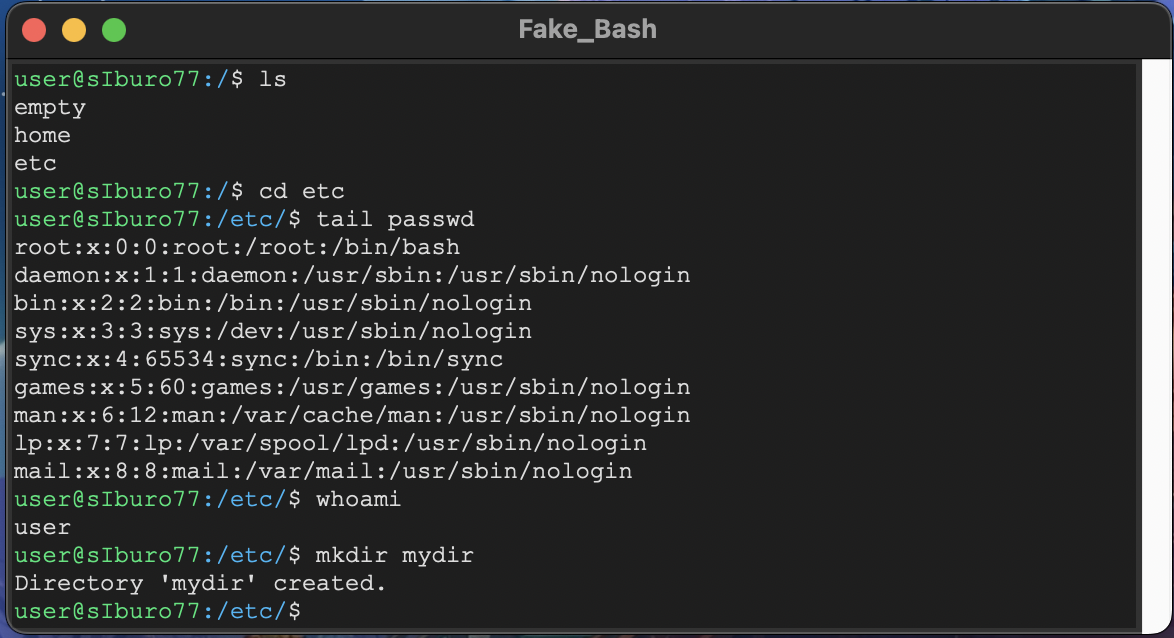 Fake_Bash
user@sIburo77:/$ ls
empty
home
etc
user@sIburo77:/$ cd etc
user@sIburo77:/etc/$ tail passwd
root:x:0:0:root:/root:/bin/bash
daemon:x:1:1:daemon:/usr/sbin:/usr/sbin/nologin
bin:x:2:2:bin:/bin:/usr/sbin/nologin
sys:x:3:3:sys:/dev:/usr/sbin/nologin
sync:x:4:65534:sync:/bin:/bin/sync
games:x:5:60:games:/usr/games:/usr/sbin/nologin
man:x:6:12:man:/var/cache/man:/usr/sbin/nologin
lp:x:7:7:lp:/var/spool/lpd:/usr/sbin/nologin
mail:x:8:8:mail:/var/mail:/usr/sbin/nologin
user@sIburo77:/etc/$ whoami
user
user@sIburo77:/etc/$ mkdir mydir
Directory 'mydir' created.
user@sIburo77:/etc/$